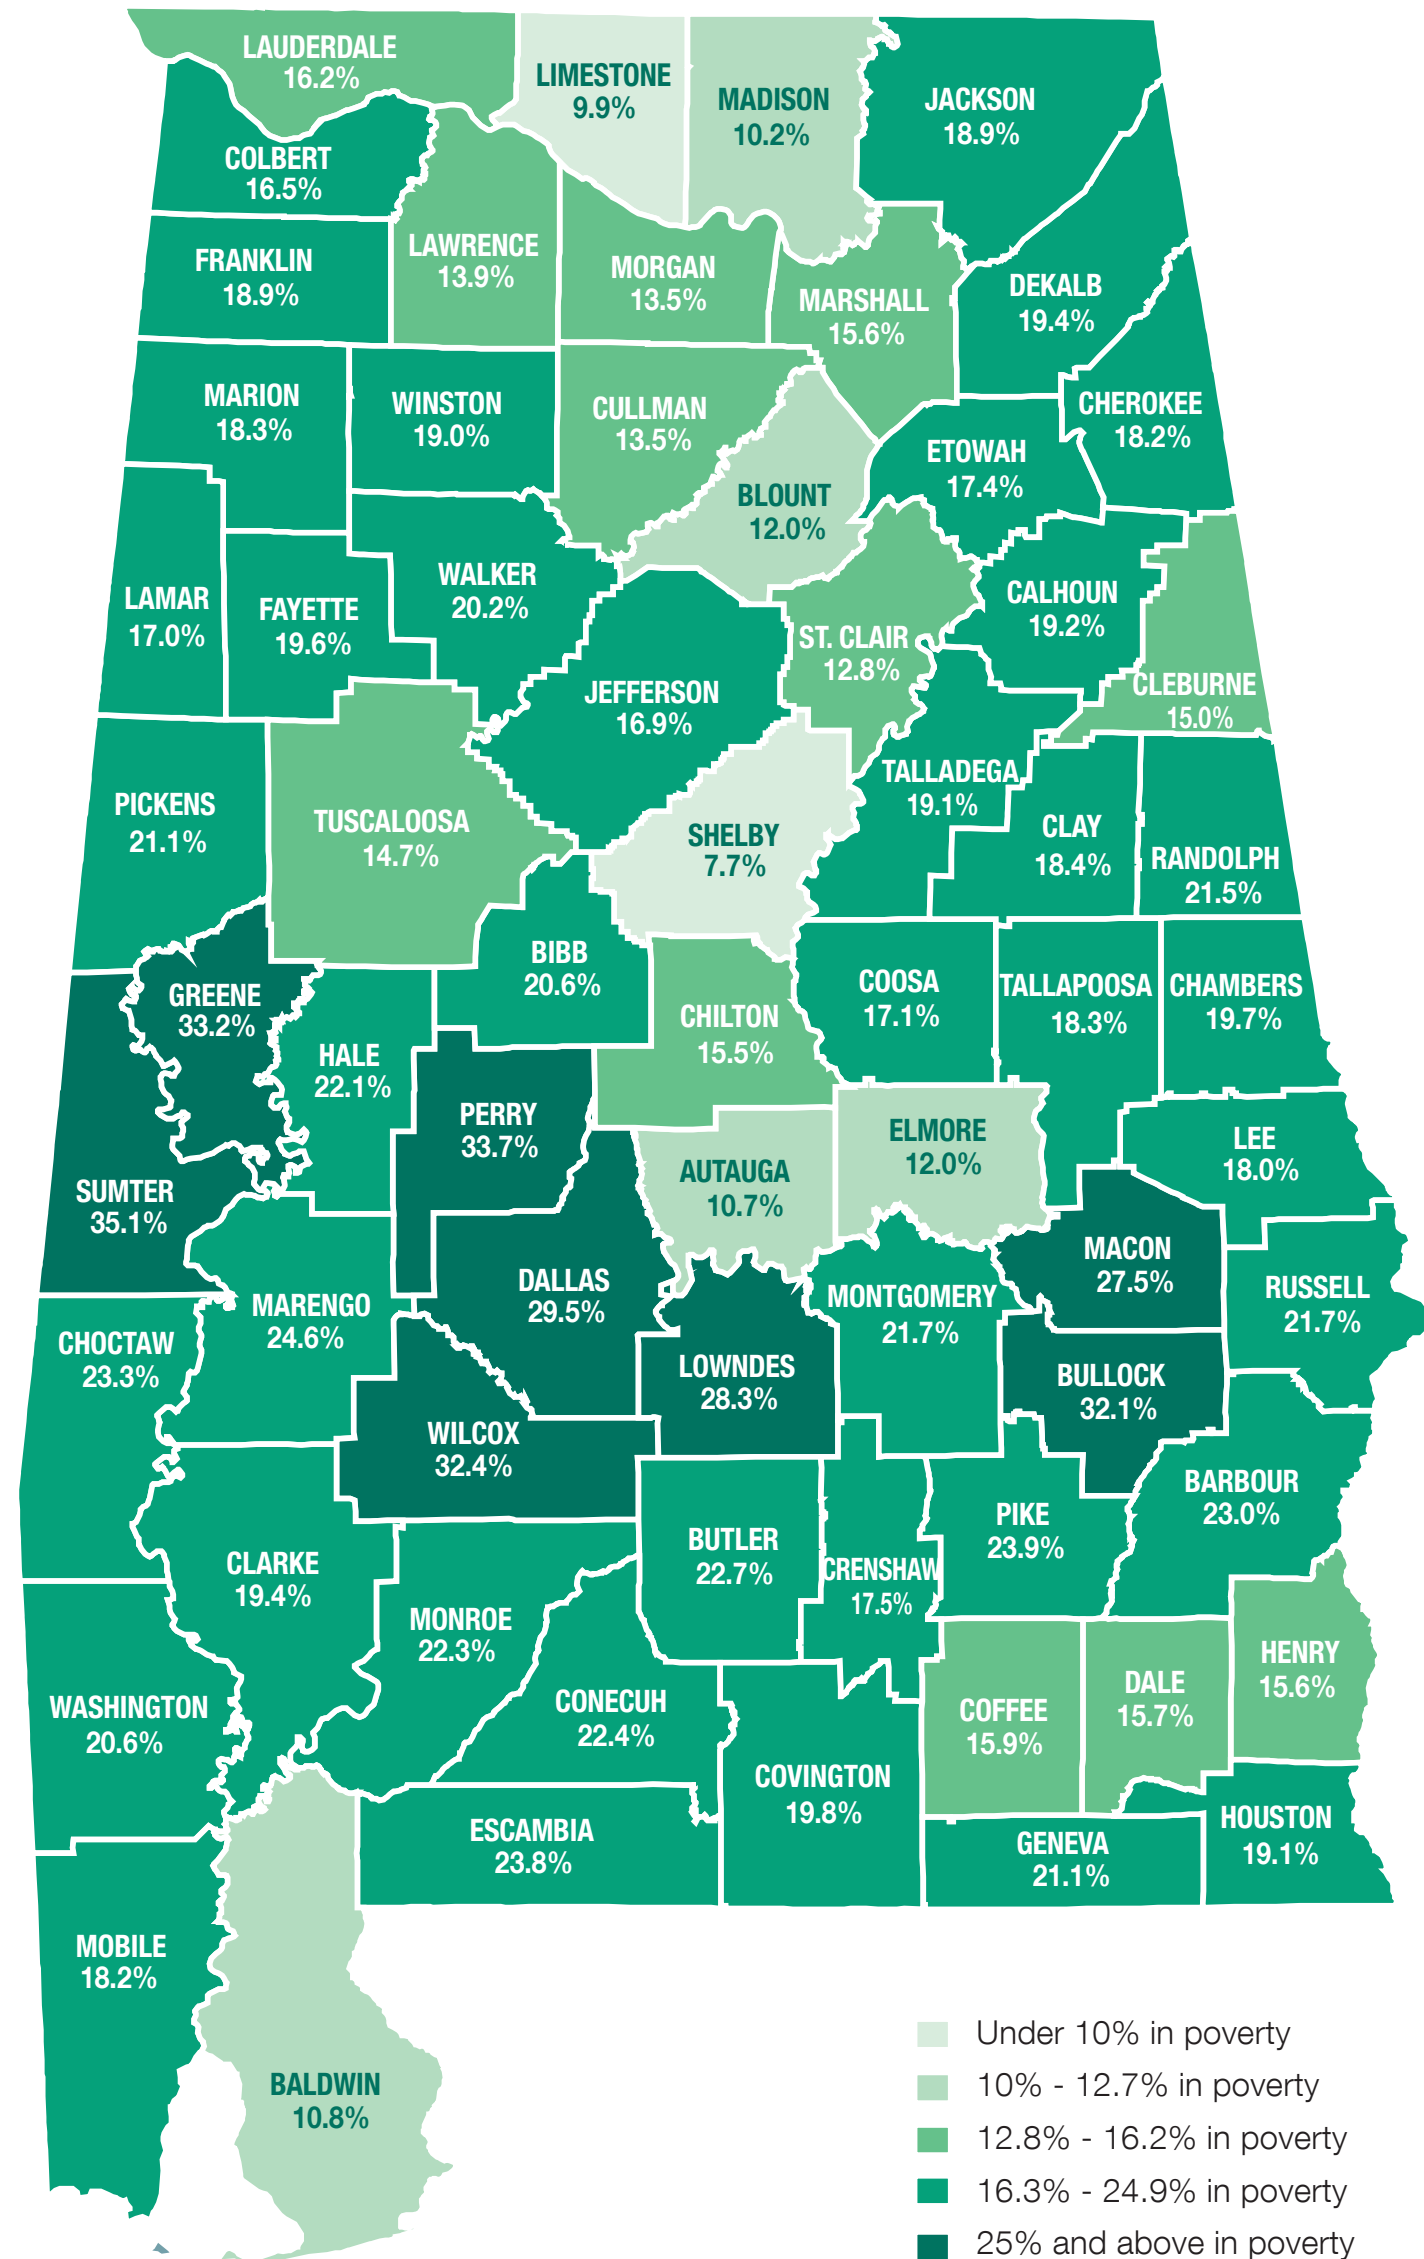 LAUDERDALE
16.2%
LIMESTONE
9.9%
MADISON
10.2%
JACKSON
18.9%
COLBERT
16.5%
FRANKLIN
18.9%
LAWRENCE
13.9%
MORGAN
13.5%
MARSHALL
15.6%
DEKALB
19.4%
MARION
18.3%
WINSTON
19.0%
CULLMAN
13.5%
CHEROKEE
18.2%
ETOWAH
17.4%
BLOUNT
12.0%
LAMAR
17.0%
FAYETTE
19.6%
WALKER
20.2%
CALHOUN
19.2%
ST. CLAIR
12.8%
CLEBURNE
15.0%
JEFFERSON
16.9%
PICKENS
21.1%
TUSCALOOSA
14.7%
SHELBY
7.7%
TALLADEGA
19.1%
CLAY
18.4%
RANDOLPH
21.5%
GREENE
33.2%
BIBB
20.6%
COOSA
17.1%
TALLAPOOSA
18.3%
CHAMBERS
19.7%
HALE
22.1%
CHILTON
15.5%
PERRY
33.7%
ELMORE
12.0%
LEE
18.0%
SUMTER
35.1%
AUTAUGA
10.7%
MACON
27.5%
DALLAS
29.5%
MONTGOMERY
21.7%
RUSSELL
21.7%
MARENGO
24.6%
CHOCTAW
23.3%
LOWNDES
28.3%
BULLOCK
32.1%
WILCOX
32.4%
BARBOUR
23.0%
PIKE
23.9%
BUTLER
22.7%
CRENSHAW
17.5%
CLARKE
19.4%
MONROE
22.3%
HENRY
15.6%
DALE
15.7%
COFFEE
15.9%
CONECUH
22.4%
WASHINGTON
20.6%
COVINGTON
19.8%
ESCAMBIA
23.8%
GENEVA
21.1%
HOUSTON
19.1%
MOBILE
18.2%
BALDWIN
10.8%
Under 10% in poverty
10% - 12.7% in poverty
12.8% - 16.2% in poverty
16.3% - 24.9% in poverty
25% and above in poverty